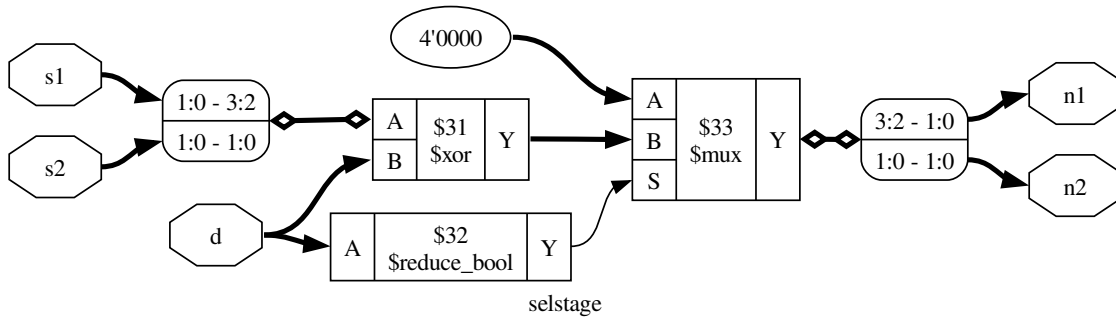 s1
s2
1:0 - 3:2
1:0 - 1:0
d
4'0000
A
B
$31
$xor
Y
A
$32
$reduce_bool
Y
A
B
S
$33
$mux
Y
3:2 - 1:0
1:0 - 1:0
n1
n2
selstage